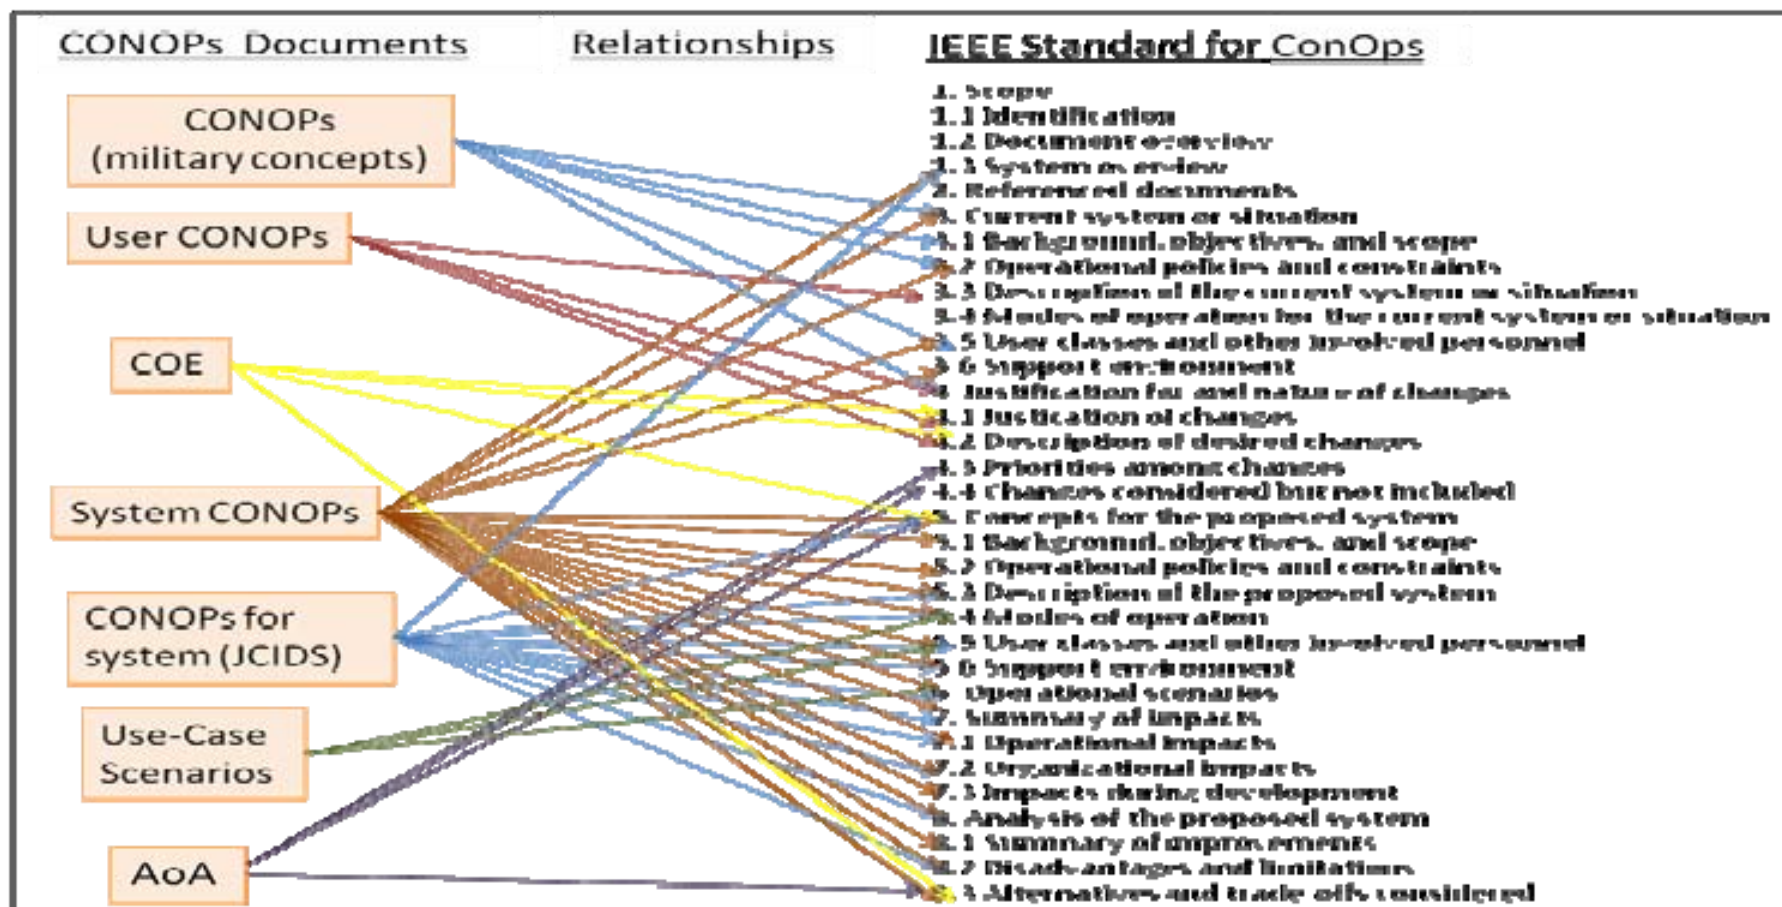 CONOPs Documents
Relationships
IEEE Standard for ConOps
CONOPs
(military concepts)
User CONOPs
COE
System CONOPs
CONOPs for
system (JCIDS)
Use-Case
Scenarios
AoA
1. Scope
1.1 Identification
1.2 Document overview
1.3 System overview
2. Referenced documents
3. Current system or situation
3.1 Background, objectives, and scope
3.2 Operational policies and constraints
3.3 Description of the current system or situation
3.4 Modes of operation for the current system or situation
3.5 User classes and other involved personnel
3.6 Support environment
4. Justification for and nature of changes
4.1 Justication of changes
4.2 Description of desired changes
4.3 Priorities among changes
4.4 Changes considered but not included
5. Concepts for the proposed system
5.1 Background, objectives, and scope
5.2 Operational policies and constraints
5.3 Description of the proposed system
5.4 Modes of operation
5.5 User classes and other involved personnel
5.6 Support environment
6. Operational scenarios
7. Summary of impacts
7.1 Operational impacts
7.2 Organizational impacts
7.3 Impacts during development
8. Analysis of the proposed system
8.1 Summary of improvements
8.2 Disadvantages and limitations
8.3 Alternatives and trade-offs considered